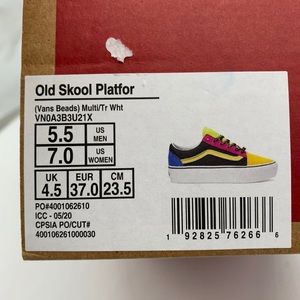 Old Skool Platfor
(Vans Beads) Multi/Tr Wht
VN0A3B3U21X
5.5 US MEN
7.0 US WOMEN
UK 4.5 EUR 37.0 CM 23.5
PO#4001062610
ICC - 05/20
CPSIA PO/CUT#
400106261000030
1 92825 76266 6